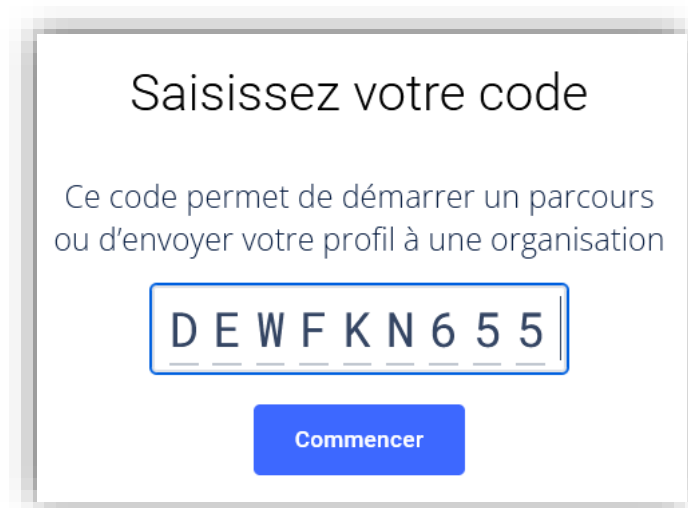 Saisissez votre code
Ce code permet de démarrer un parcours
ou d’envoyer votre profil à une organisation
DEWFKN655
Commencer